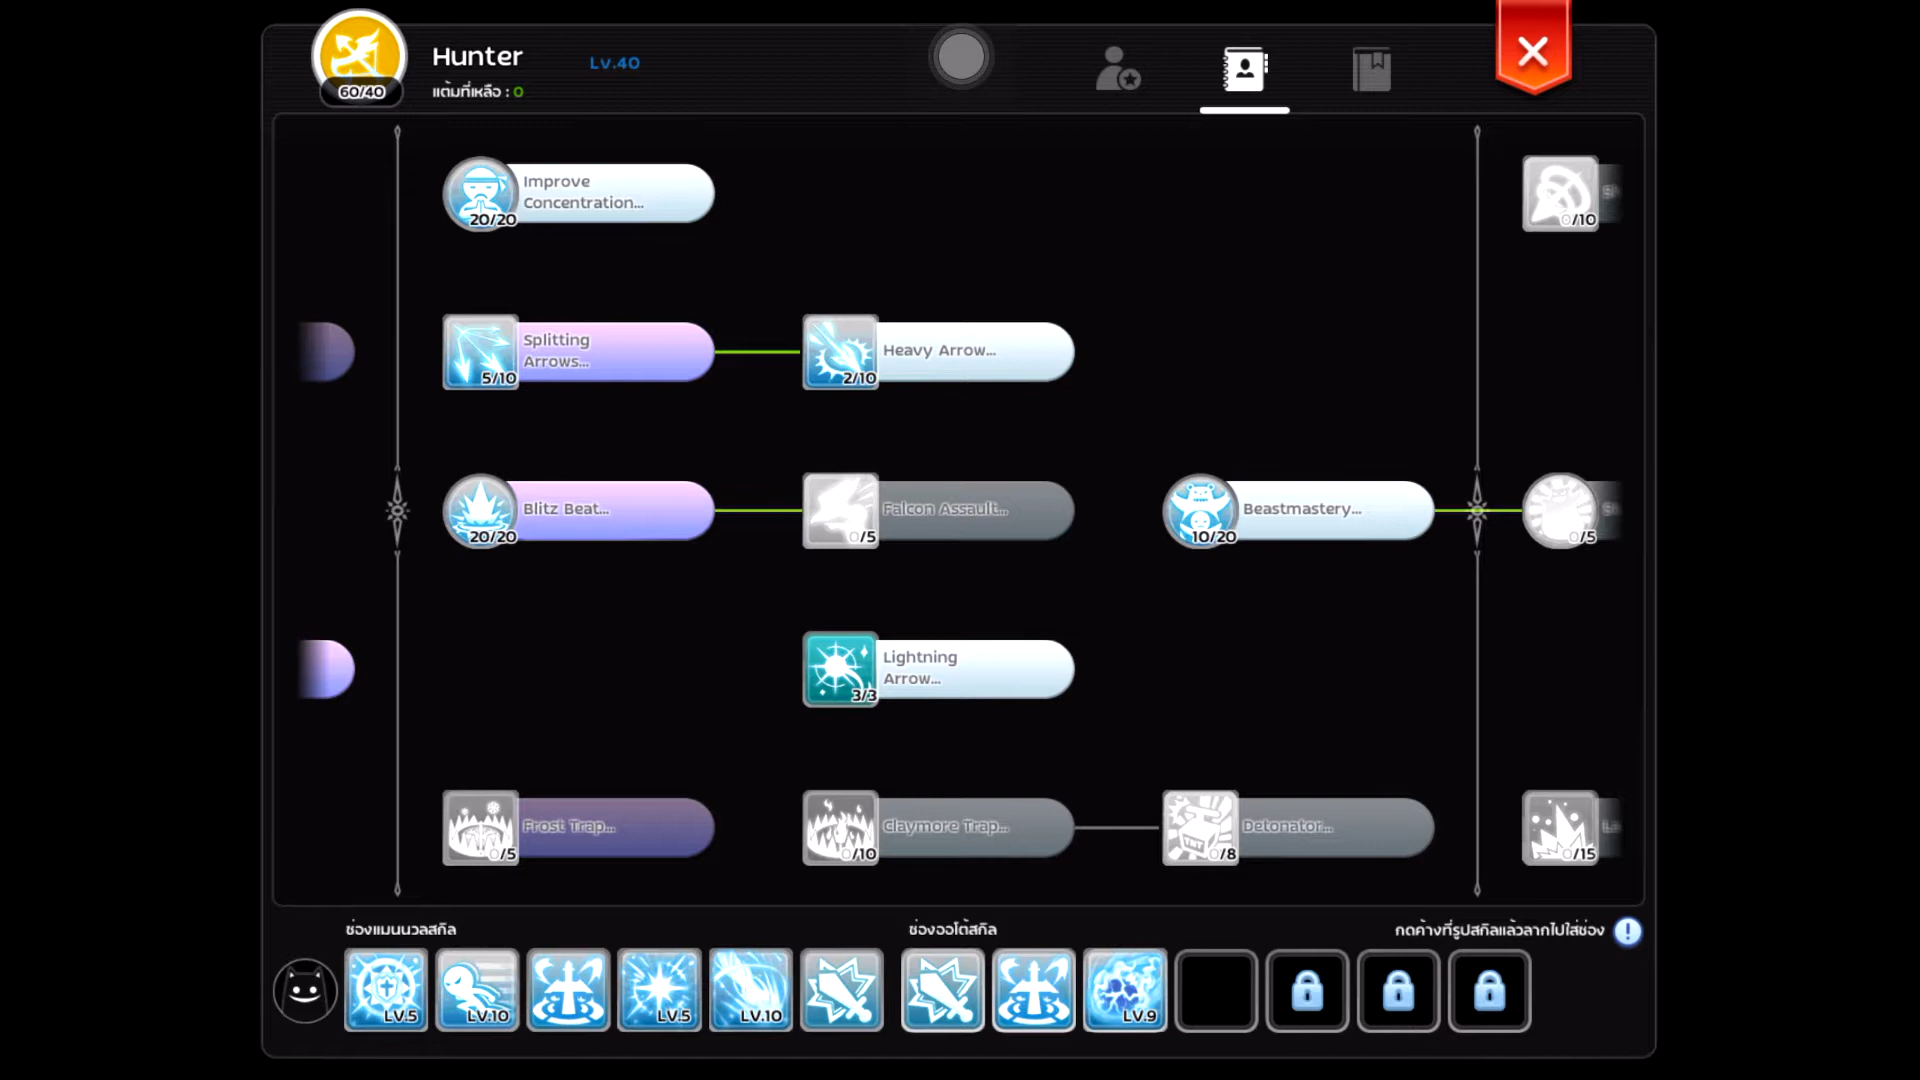 Hunter
Lv.40
60/40
แต้มที่เหลือ : 0
Improve
Concentration...
20/20
0/10
Splitting
Arrows...
5/10
Heavy Arrow...
2/10
Blitz Beat...
20/20
Falcon Assault...
0/5
Beastmastery...
10/20
0/5
Lightning
Arrow...
3/3
Frost Trap...
0/5
Claymore Trap...
0/10
Detonator...
0/8
0/15
ช่องแมนนวลสกิล
ช่องออโต้สกิล
กดค้างที่รูปสกิลแล้วลากไปใส่ช่อง
LV.5
LV.10
LV.5
LV.10
LV.9